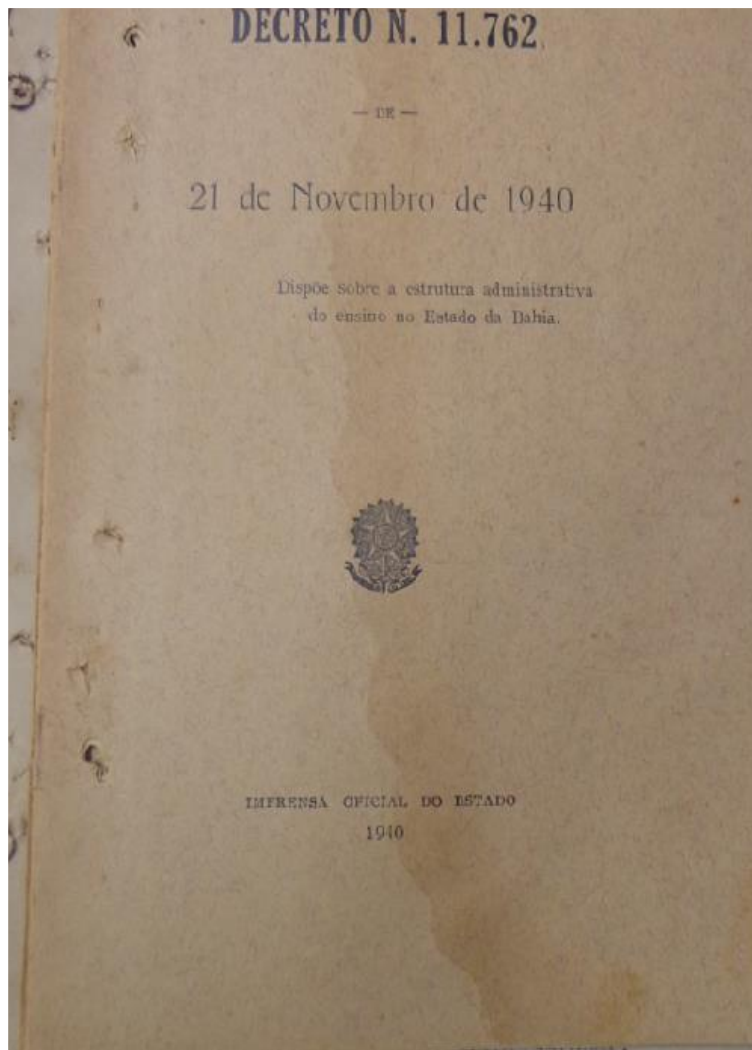 DECRETO N. 11.762
— DE —
21 de Novembro de 1940
Dispõe sobre a estrutura administrativa
do ensino no Estado da Bahia.
IMPRENSA OFICIAL DO ESTADO
1940